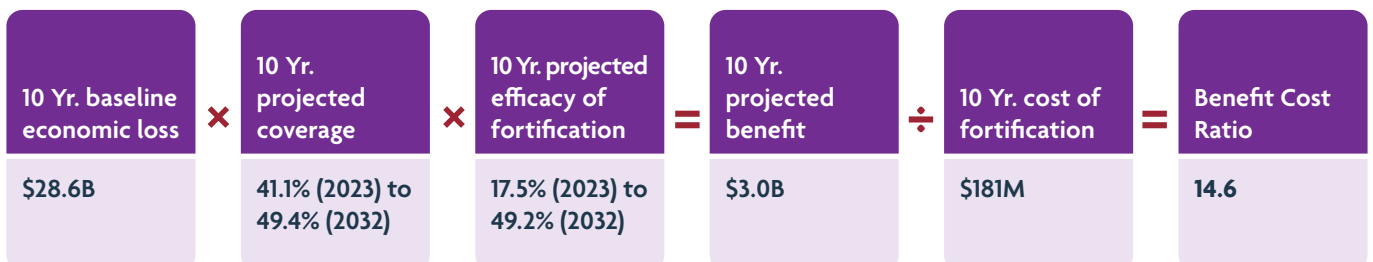 10 Yr. baseline
economic loss
$28.6B
×
10 Yr.
projected
coverage
41.1% (2023) to
49.4% (2032)
×
10 Yr. projected
efficacy of
fortification
17.5% (2023) to
49.2% (2032)
=
10 Yr.
projected
benefit
$3.0B
÷
10 Yr. cost of
fortification
$181M
=
Benefit Cost
Ratio
14.6